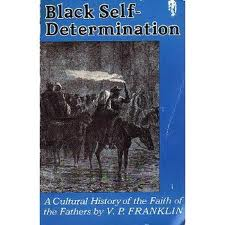 Black Self-
Determination
A Cultural History of the Faith of
the Fathers by V. P. FRANKLIN